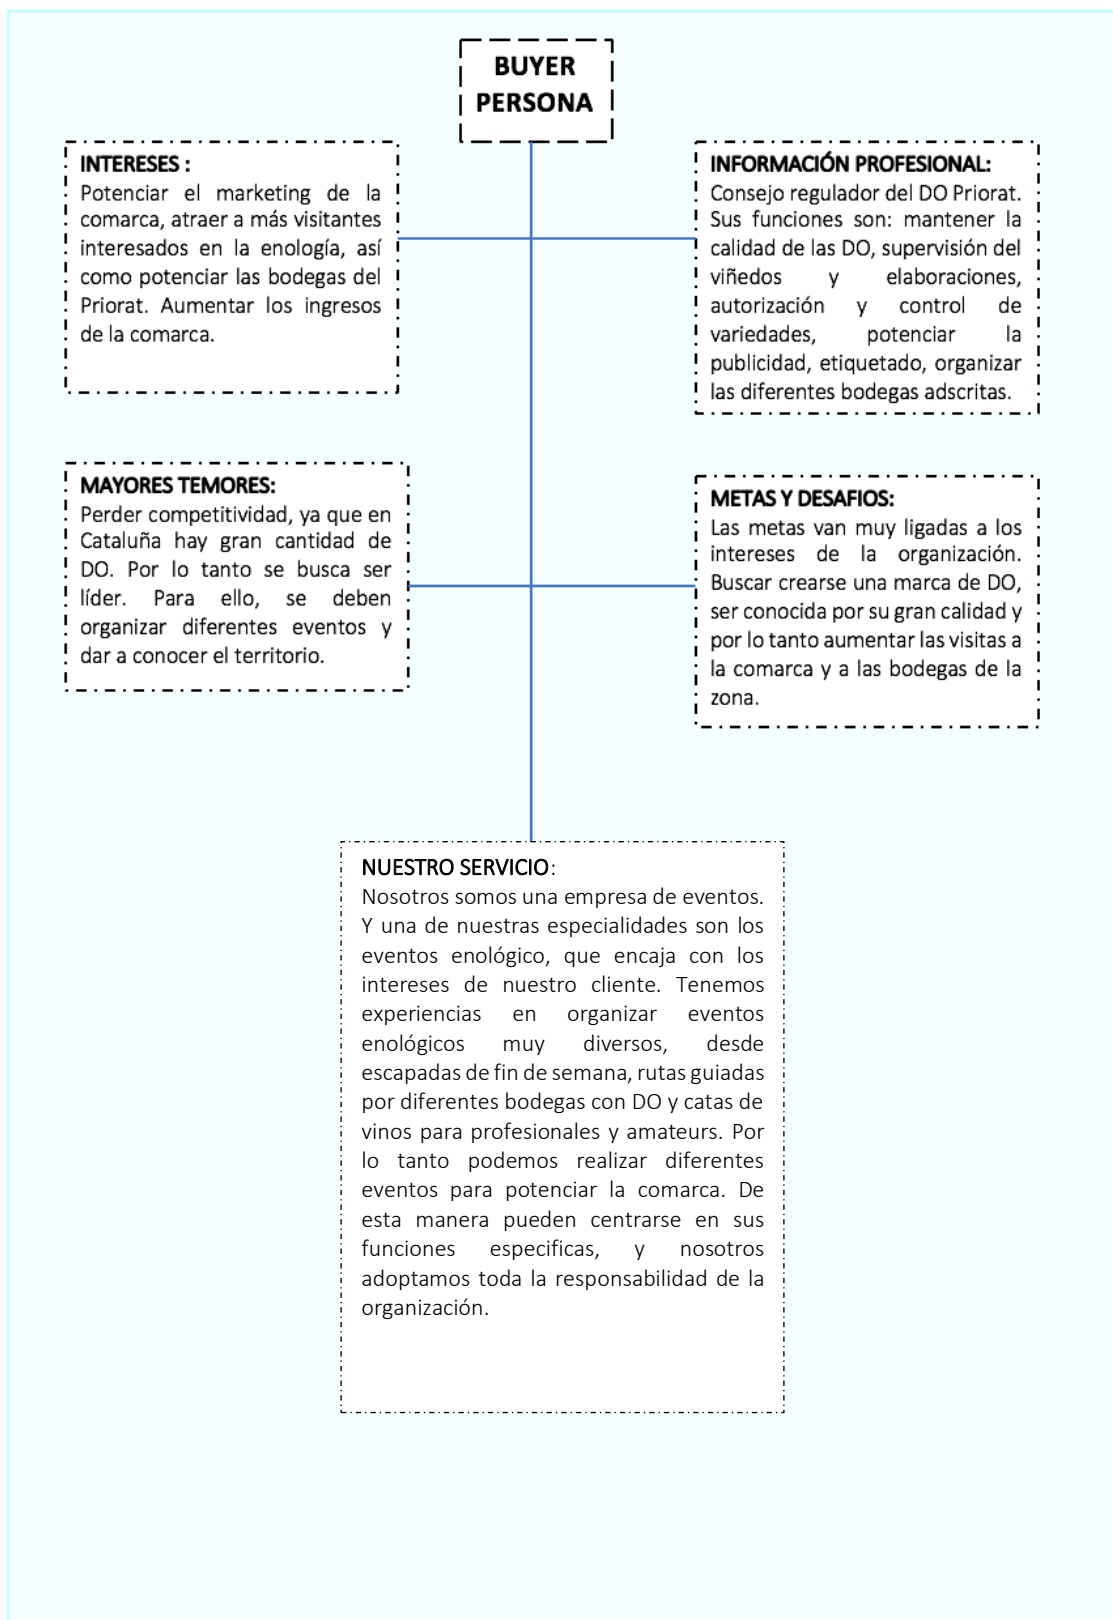 BUYER
PERSONA
INTERESES :
Potenciar el marketing de la
comarca, atraer a más visitantes
interesados en la enología, así
como potenciar las bodegas del
Priorat. Aumentar los ingresos
de la comarca.
INFORMACIÓN PROFESIONAL:
Consejo regulador del DO Priorat.
Sus funciones son: mantener la
calidad de las DO, supervisión del
viñedos y elaboraciones,
autorización y control de
variedades, potenciar la
publicidad, etiquetado, organizar
las diferentes bodegas adscritas.
MAYORES TEMORES:
Perder competitividad, ya que en
Cataluña hay gran cantidad de
DO. Por lo tanto se busca ser
líder. Para ello, se deben
organizar diferentes eventos y
dar a conocer el territorio.
METAS Y DESAFIOS:
Las metas van muy ligadas a los
intereses de la organización.
Buscar crearse una marca de DO,
ser conocida por su gran calidad y
por lo tanto aumentar las visitas a
la comarca y a las bodegas de la
zona.
NUESTRO SERVICIO:
Nosotros somos una empresa de eventos.
Y una de nuestras especialidades son los
eventos enológico, que encaja con los
intereses de nuestro cliente. Tenemos
experiencias en organizar eventos
enológicos muy diversos, desde
escapadas de fin de semana, rutas guiadas
por diferentes bodegas con DO y catas de
vinos para profesionales y amateurs. Por
lo tanto podemos realizar diferentes
eventos para potenciar la comarca. De
esta manera pueden centrarse en sus
funciones especificas, y nosotros
adoptamos toda la responsabilidad de la
organización.